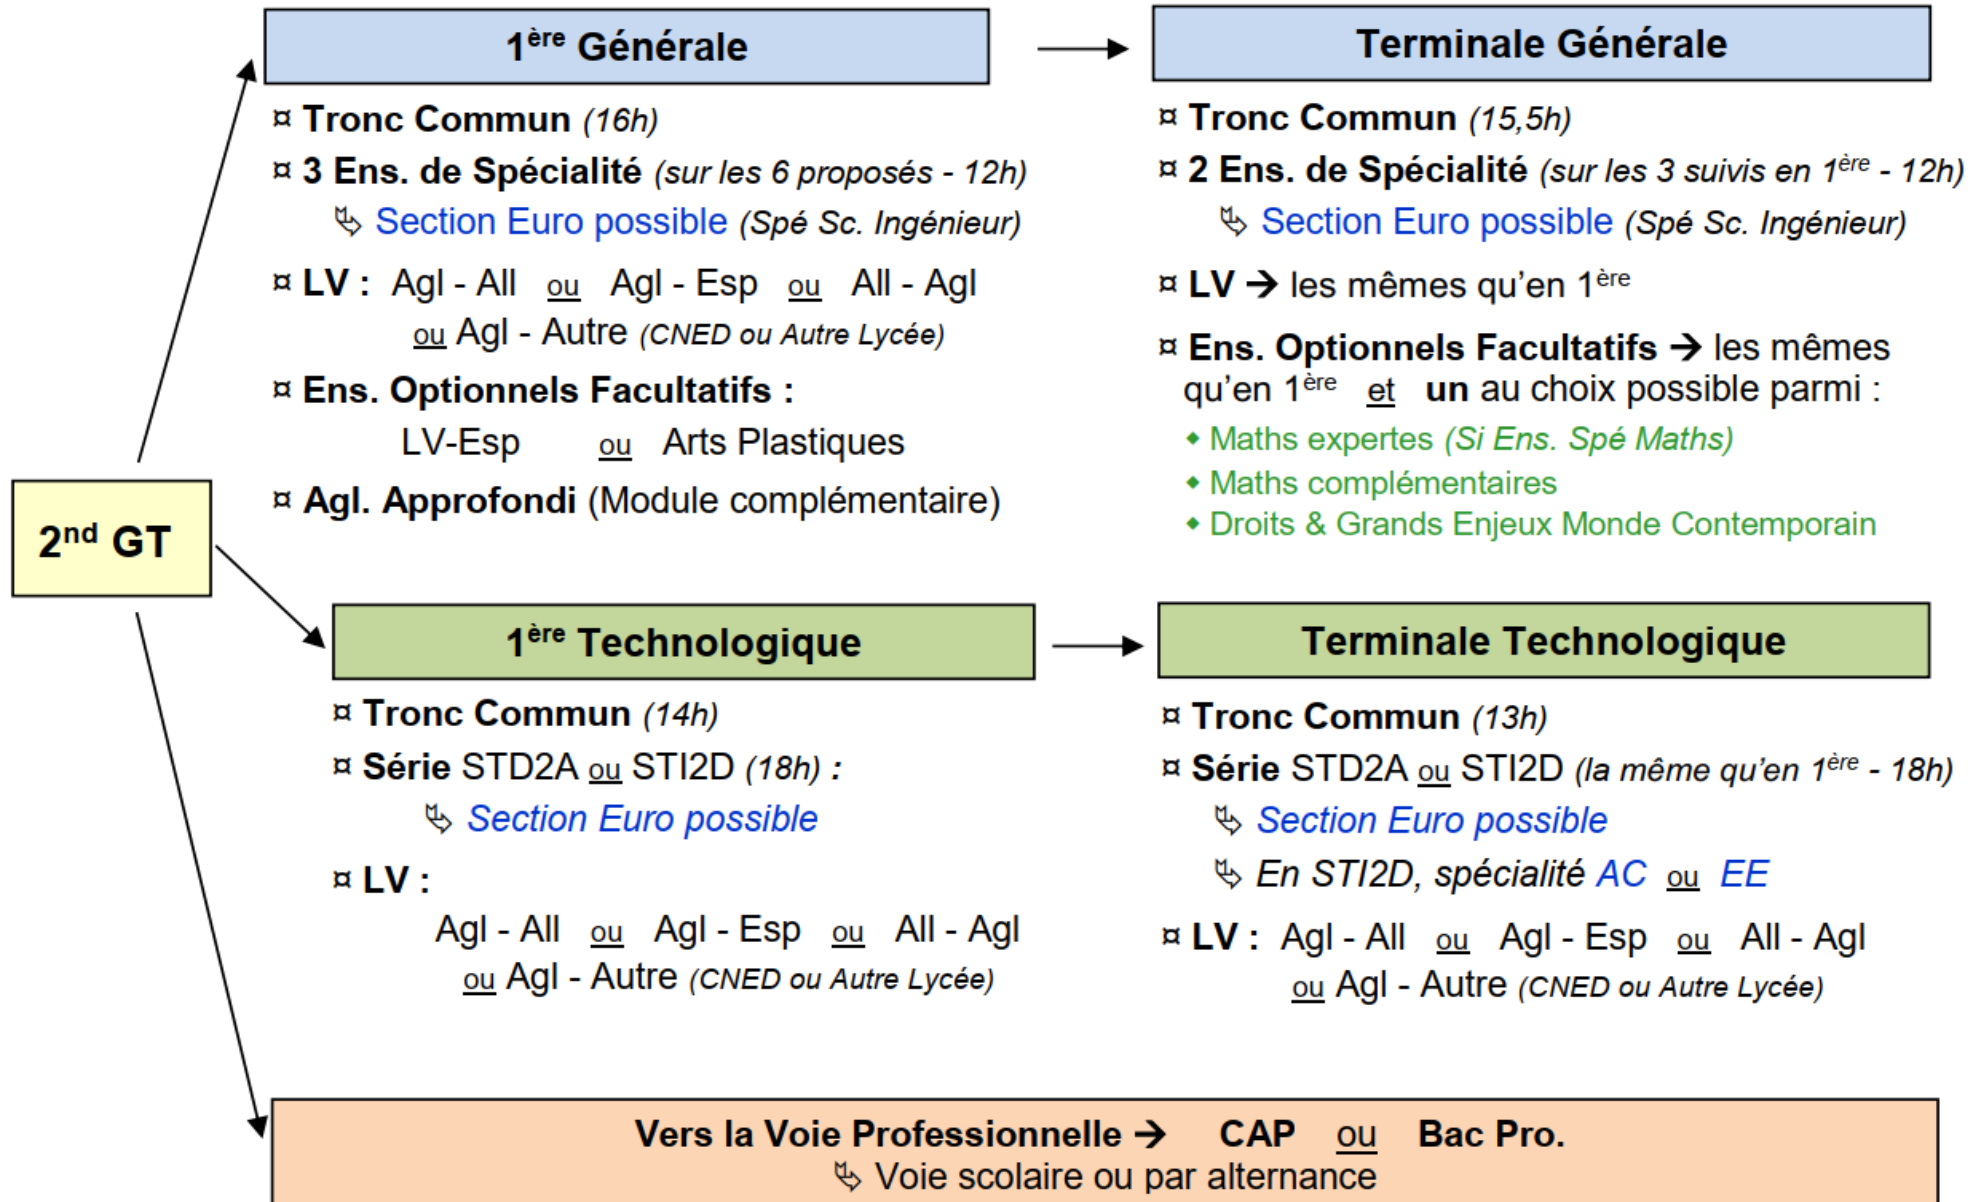 1ère Générale
¤ Tronc Commun (16h)
¤ 3 Ens. de Spécialité (sur les 6 proposés - 12h)
Section Euro possible (Spé Sc. Ingénieur)
¤ LV : Agl - All ou Agl - Esp ou All - Agl
ou Agl - Autre (CNED ou Autre Lycée)
¤ Ens. Optionnels Facultatifs :
LV-Esp ou Arts Plastiques
¤ Agl. Approfondi (Module complémentaire)
Terminale Générale
¤ Tronc Commun (15,5h)
¤ 2 Ens. de Spécialité (sur les 3 suivis en 1ère - 12h)
Section Euro possible (Spé Sc. Ingénieur)
¤ LV → les mêmes qu'en 1ère
¤ Ens. Optionnels Facultatifs → les mêmes
qu'en 1ère et un au choix possible parmi :
◆ Maths expertes (Si Ens. Spé Maths)
◆ Maths complémentaires
◆ Droits & Grands Enjeux Monde Contemporain
2nd GT
1ère Technologique
¤ Tronc Commun (14h)
¤ Série STD2A ou STI2D (18h) :
Section Euro possible
¤ LV :
Agl - All ou Agl - Esp ou All - Agl
ou Agl - Autre (CNED ou Autre Lycée)
Terminale Technologique
¤ Tronc Commun (13h)
¤ Série STD2A ou STI2D (la même qu'en 1ère - 18h)
Section Euro possible
En STI2D, spécialité AC ou EE
¤ LV : Agl - All ou Agl - Esp ou All - Agl
ou Agl - Autre (CNED ou Autre Lycée)
Vers la Voie Professionnelle → CAP ou Bac Pro.
Voie scolaire ou par alternance